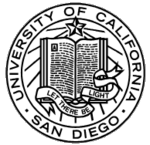 UNIVERSITY OF CALIFORNIA
SAN DIEGO
LET THERE BE
LIGHT